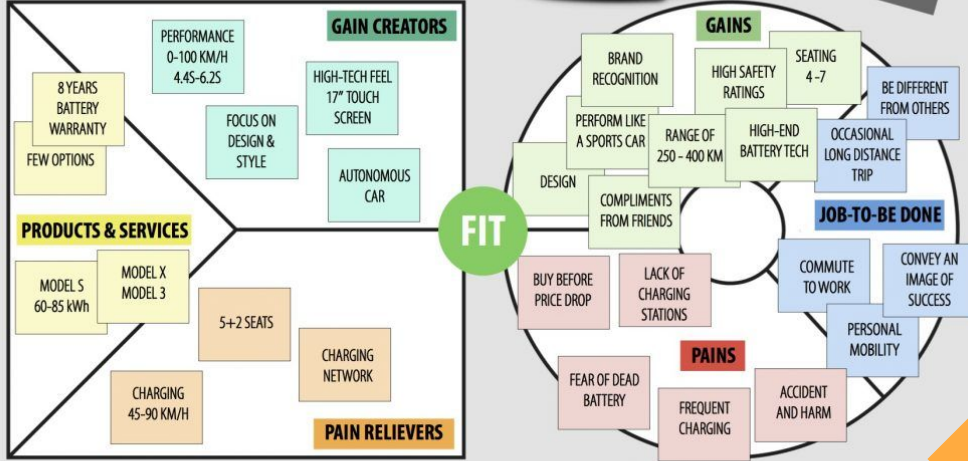 GAIN CREATORS
PERFORMANCE
0-100 KM/H
4.4S-6.2S
HIGH-TECH FEEL
17” TOUCH
SCREEN
8 YEARS
BATTERY
WARRANTY
FEW OPTIONS
FOCUS ON
DESIGN &
STYLE
AUTONOMOUS
CAR
PRODUCTS & SERVICES
MODEL S
60-85 kWh
MODEL X
MODEL 3
5+2 SEATS
CHARGING
NETWORK
CHARGING
45-90 KM/H
PAIN RELIEVERS
FIT
GAINS
BRAND
RECOGNITION
HIGH SAFETY
RATINGS
SEATING
4 -7
PERFORM LIKE
A SPORTS CAR
RANGE OF
250 – 400 KM
HIGH-END
BATTERY TECH
DESIGN
COMPLIMENTS
FROM FRIENDS
BE DIFFERENT
FROM OTHERS
OCCASIONAL
LONG DISTANCE
TRIP
JOB-TO-BE DONE
COMMUTE
TO WORK
CONVEY AN
IMAGE OF
SUCCESS
PERSONAL
MOBILITY
BUY BEFORE
PRICE DROP
LACK OF
CHARGING
STATIONS
PAINS
FEAR OF DEAD
BATTERY
FREQUENT
CHARGING
ACCIDENT
AND HARM